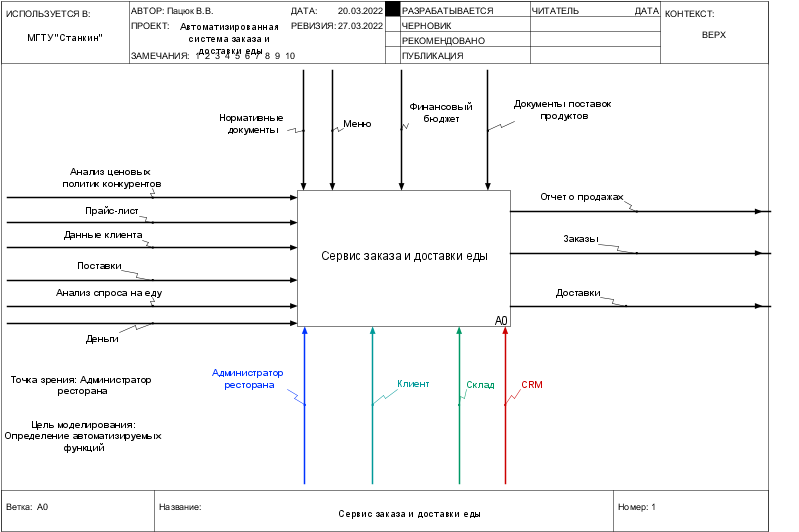 ИСПОЛЬЗУЕТСЯ В:
МГТУ"Станкин"
АВТОР: Пацюк В.В.
ДАТА: 20.03.2022
ПРОЕКТ: Автоматизированная
система заказа и
доставки еды
РЕВИЗИЯ: 27.03.2022
ЗАМЕЧАНИЯ: 1 2 3 4 5 6 7 8 9 10
РАЗРАБАТЫВАЕТСЯ
ЧЕРНОВИК
РЕКОМЕНДОВАНО
ПУБЛИКАЦИЯ
ЧИТАТЕЛЬ
ДАТА
КОНТЕКСТ:
ВЕРХ
Нормативные
документы
Меню
Финансовый
бюджет
Документы поставок
продуктов
Анализ ценовых
политик конкурентов
Прайс-лист
Данные клиента
Поставки
Анализ спроса на еду
Деньги
Сервис заказа и доставки еды
A0
Отчет о продажах
Заказы
Доставки
Администратор
ресторана
Клиент
Склад
CRM
Точка зрения: Администратор
ресторана
Цель моделирования:
Определение автоматизируемых
функций
Ветка: A0
Название:
Сервис заказа и доставки еды
Номер: 1